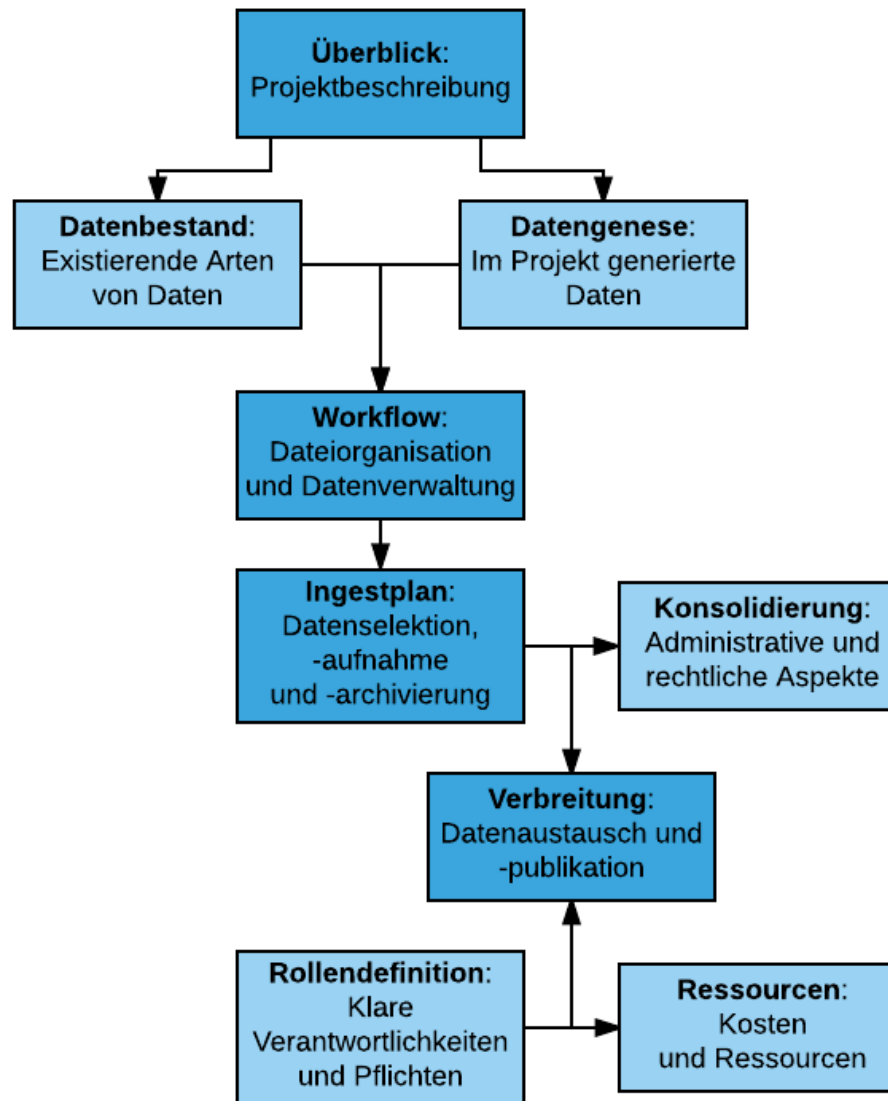 Überblick:
Projektbeschreibung
Datenbestand:
Existierende Arten
von Daten
Datengenese:
Im Projekt generierte
Daten
Workflow:
Dateiorganisation
und Datenverwaltung
Ingestplan:
Datenselektion,
-aufnahme
und -archivierung
Konsolidierung:
Administrative und
rechtliche Aspekte
Verbreitung:
Datenaustausch und
-publikation
Rollendefinition:
Klare
Verantwortlichkeiten
und Pflichten
Ressourcen:
Kosten
und Ressourcen